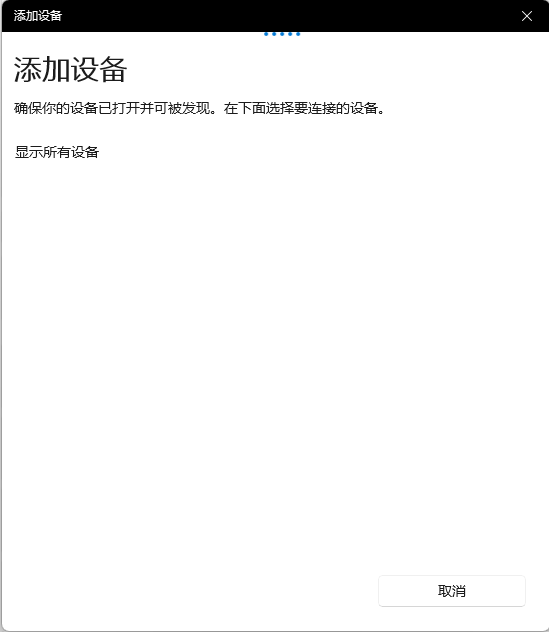 添加设备
添加设备
确保你的设备已打开并可被发现。在下面选择要连接的设备。
显示所有设备
取消